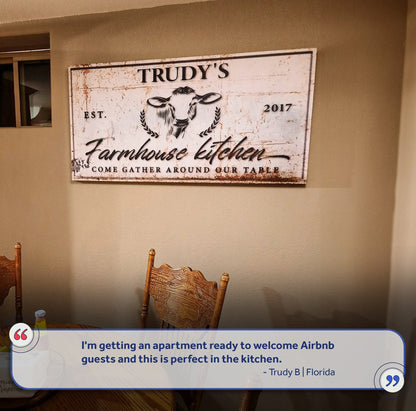 TRUDY'S
EST. 2017
Farmhouse kitchen
COME GATHER AROUND OUR TABLE
I'm getting an apartment ready to welcome Airbnb
guests and this is perfect in the kitchen.
- Trudy B | Florida